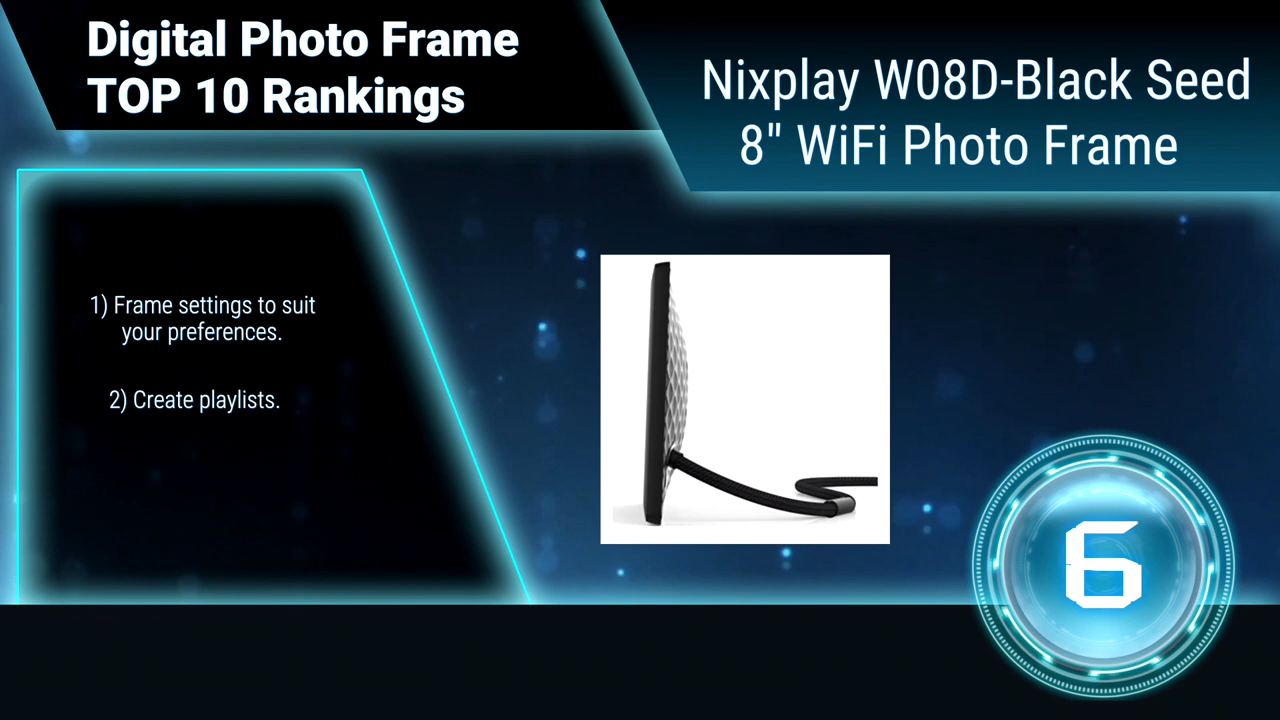 Digital Photo Frame
TOP 10 Rankings
Nixplay W08D-Black Seed
8" WiFi Photo Frame
1) Frame settings to suit
your preferences.
2) Create playlists.
6